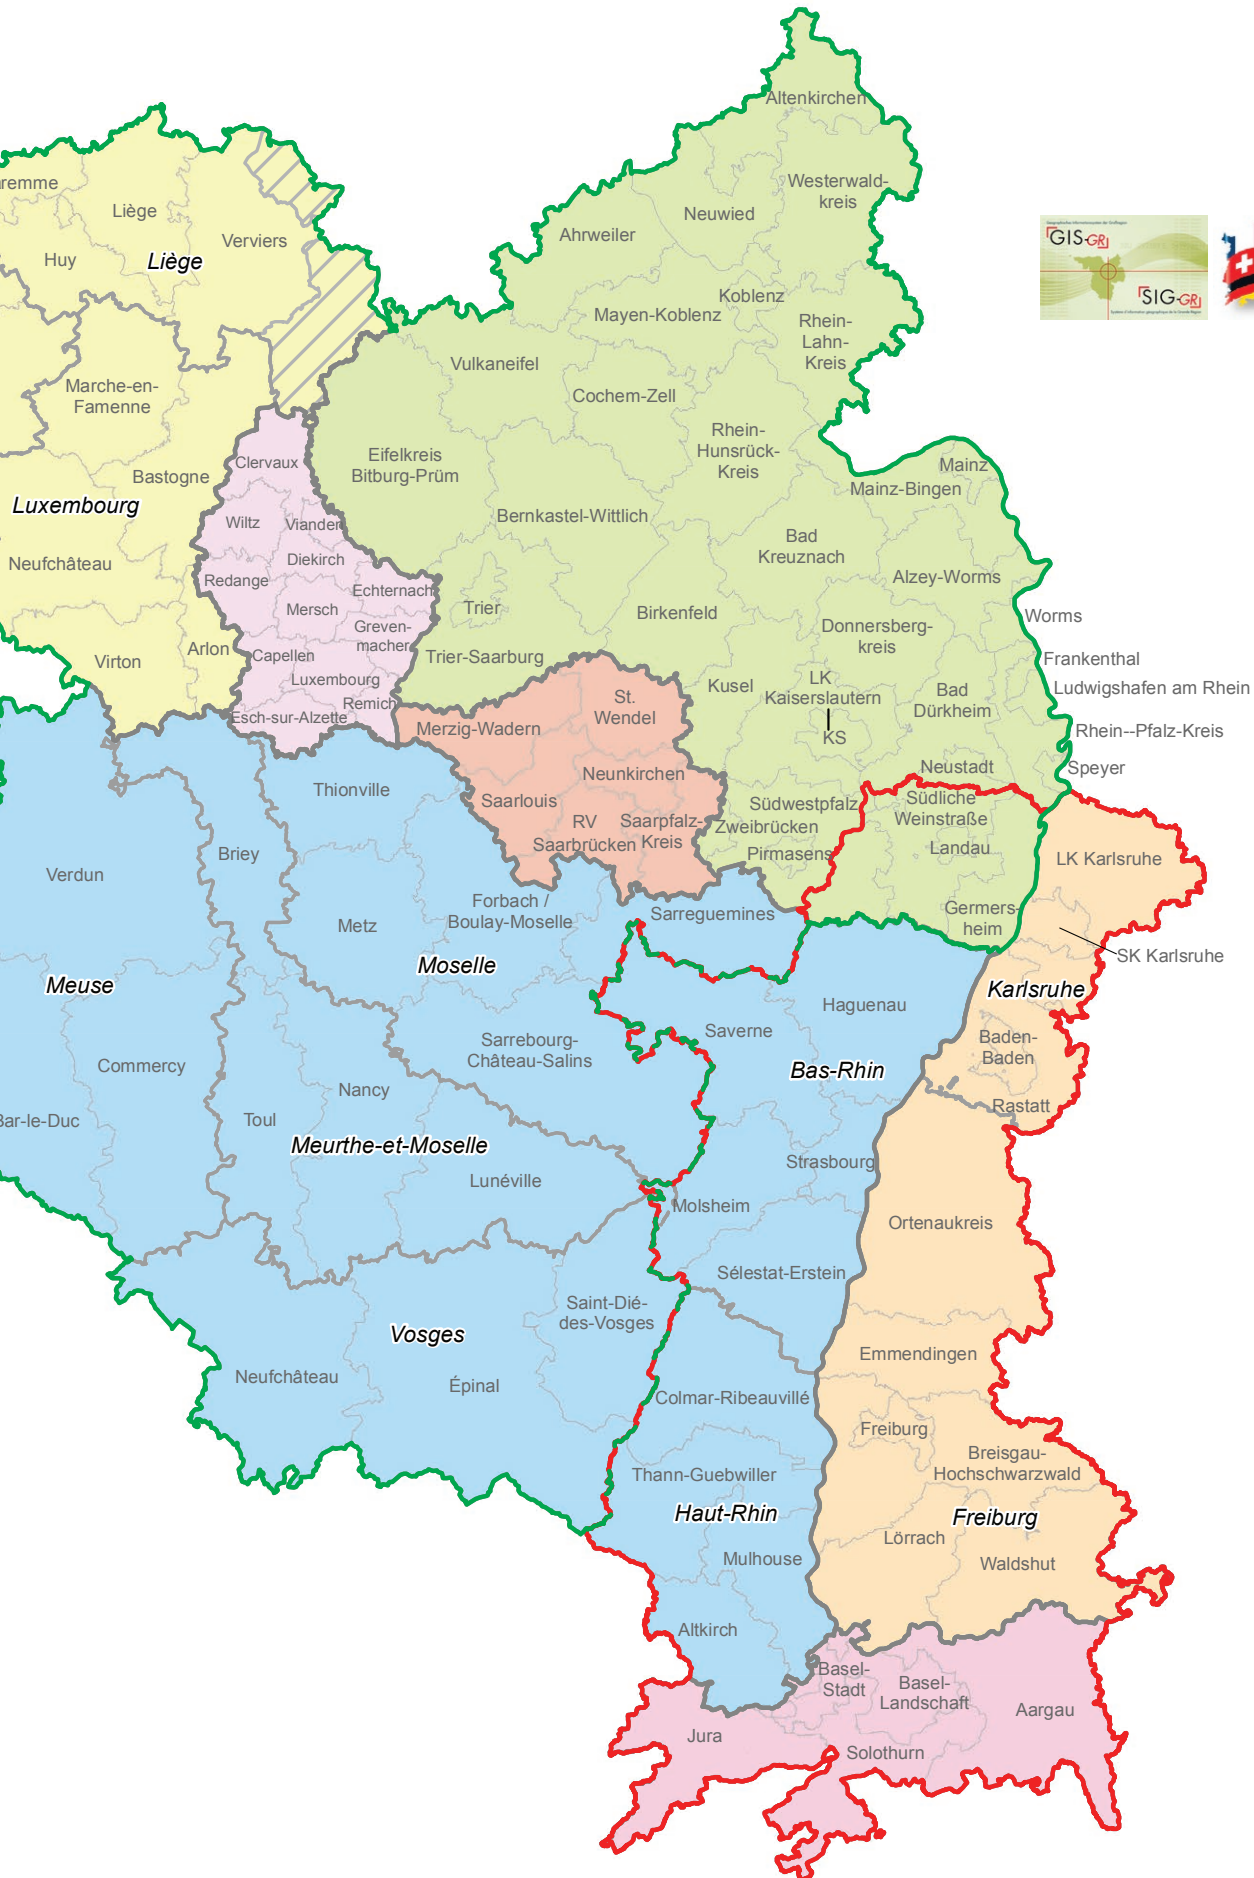 Altenkirchen
Westerwald-
kreis
Neuwied
Ahrweiler
Koblenz
Mayen-Koblenz
Rhein-
Lahn-
Kreis
Vulkaneifel
Cochem-Zell
Rhein-
Hunsrück-
Kreis
Eifelkreis
Bitburg-Prüm
Mainz
Mainz-Bingen
Bernkastel-Wittlich
Bad
Kreuznach
Alzey-Worms
Trier
Birkenfeld
Donnersberg-
kreis
Worms
Trier-Saarburg
Kusel
LK
Kaiserslautern
KS
Bad
Dürkheim
Frankenthal
Ludwigshafen am Rhein
Rhein--Pfalz-Kreis
Speyer
Neustadt
Südwestpfalz
Zweibrücken
Pirmasens
Südliche
Weinstraße
Landau
Germers-
heim
remme
Liège
Huy
Verviers
Liège
Marche-en-
Famenne
Bastogne
Luxembourg
Neufchâteau
Virton
Arlon
Clervaux
Wiltz
Vianden
Diekirch
Redange
Echternach
Mersch
Greven-
macher
Capellen
Luxembourg
Remich
Esch-sur-Alzette
Merzig-Wadern
St.
Wendel
Neunkirchen
Saarlouis
RV
Saarbrücken
Saarpfalz-
Kreis
Thionville
Briey
Verdun
Metz
Forbach /
Boulay-Moselle
Sarreguemines
Moselle
Meuse
Commercy
Bar-le-Duc
Sarrebourg-
Château-Salins
Nancy
Toul
Meurthe-et-Moselle
Lunéville
Haguenau
Saverne
Bas-Rhin
Strasbourg
Molsheim
Sélestat-Erstein
Saint-Dié-
des-Vosges
Vosges
Neufchâteau
Épinal
Colmar-Ribeauvillé
Thann-Guebwiller
Haut-Rhin
Mulhouse
Altkirch
LK Karlsruhe
SK Karlsruhe
Karlsruhe
Baden-
Baden
Rastatt
Ortenaukreis
Emmendingen
Freiburg
Breisgau-
Hochschwarzwald
Freiburg
Lörrach
Waldshut
Basel-
Stadt
Basel-
Landschaft
Aargau
Jura
Solothurn
GIS-GR
SIG-GR